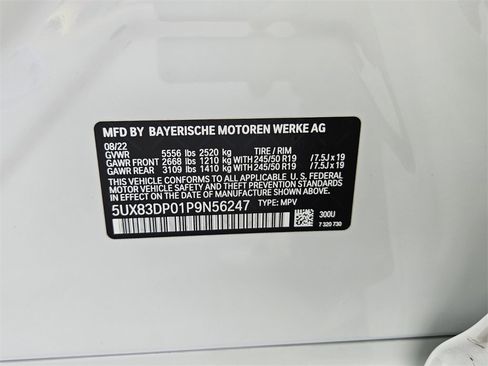 MFD BY BAYERISCHE MOTOREN WERKE AG
08/22
GVWR 5556 lbs 2520 kg TIRE / RIM
GAWR FRONT 2668 lbs 1210 kg WITH 245/50 R19 /7.5J x 19
GAWR REAR 3109 lbs 1410 kg WITH 245/50 R19 /7.5J x 19
THIS VEHICLE CONFORMS TO ALL APPLICABLE U. S. FEDERAL
MOTOR VEHICLE SAFETY STANDARDS IN EFFECT
ON THE DATE OF MANUFACTURE SHOWN ABOVE.
5UX83DP01P9N56247 TYPE: MPV
300U
7 320 730